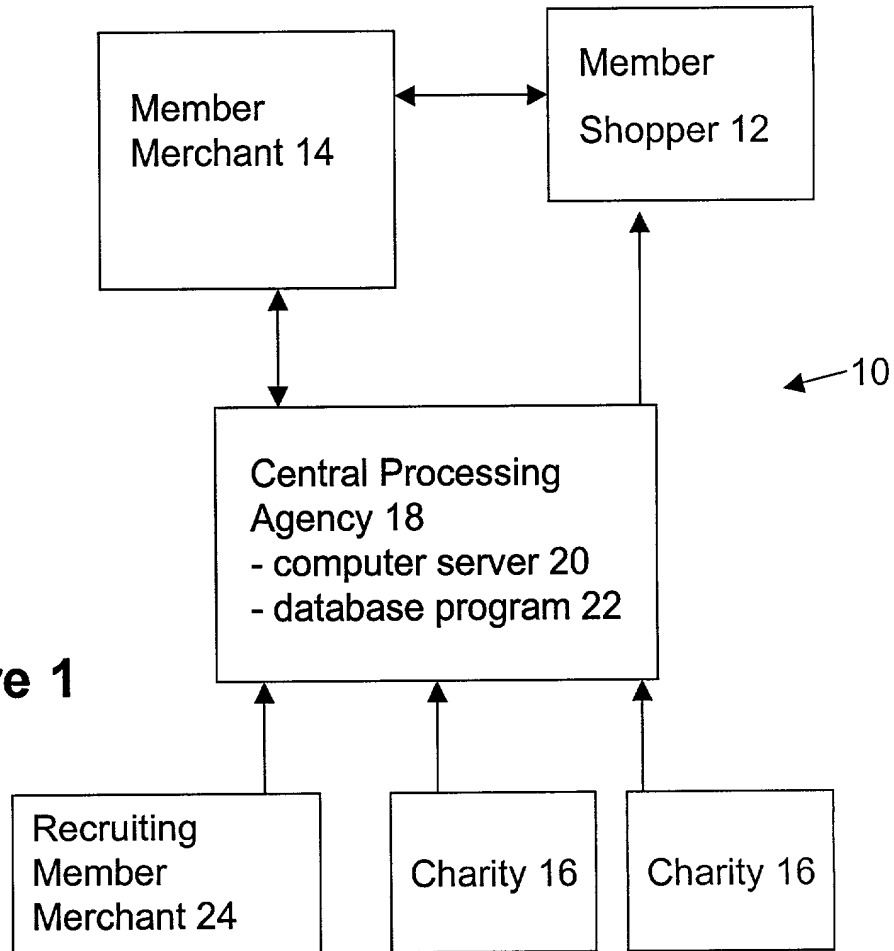 Member
Merchant 14
Member
Shopper 12
10
Central Processing
Agency 18
- computer server 20
- database program 22
re 1
Recruiting
Member
Merchant 24
Charity 16
Charity 16